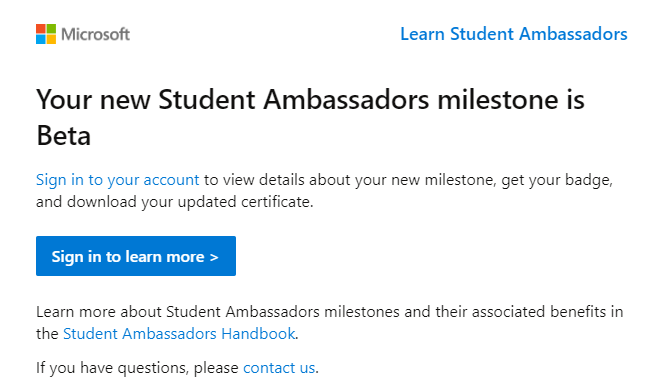 Microsoft
Learn Student Ambassadors
Your new Student Ambassadors milestone is
Beta
Sign in to your account to view details about your new milestone, get your badge,
and download your updated certificate.
Sign in to learn more >
Learn more about Student Ambassadors milestones and their associated benefits in
the Student Ambassadors Handbook.
If you have questions, please contact us.